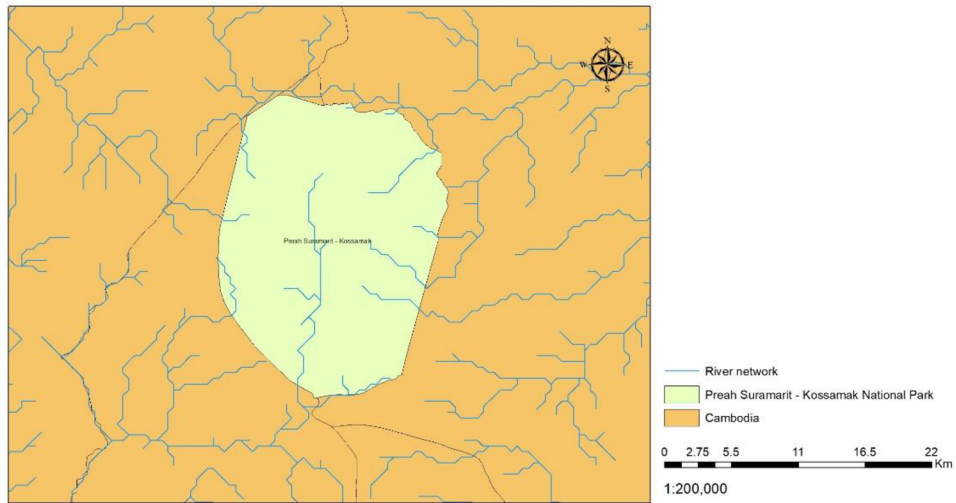 N
W E
S
Preah Suramarit - Kossamak
River network
Preah Suramarit - Kossamak National Park
Cambodia
0 2.75 5.5 11 16.5 22
Km
1:200,000